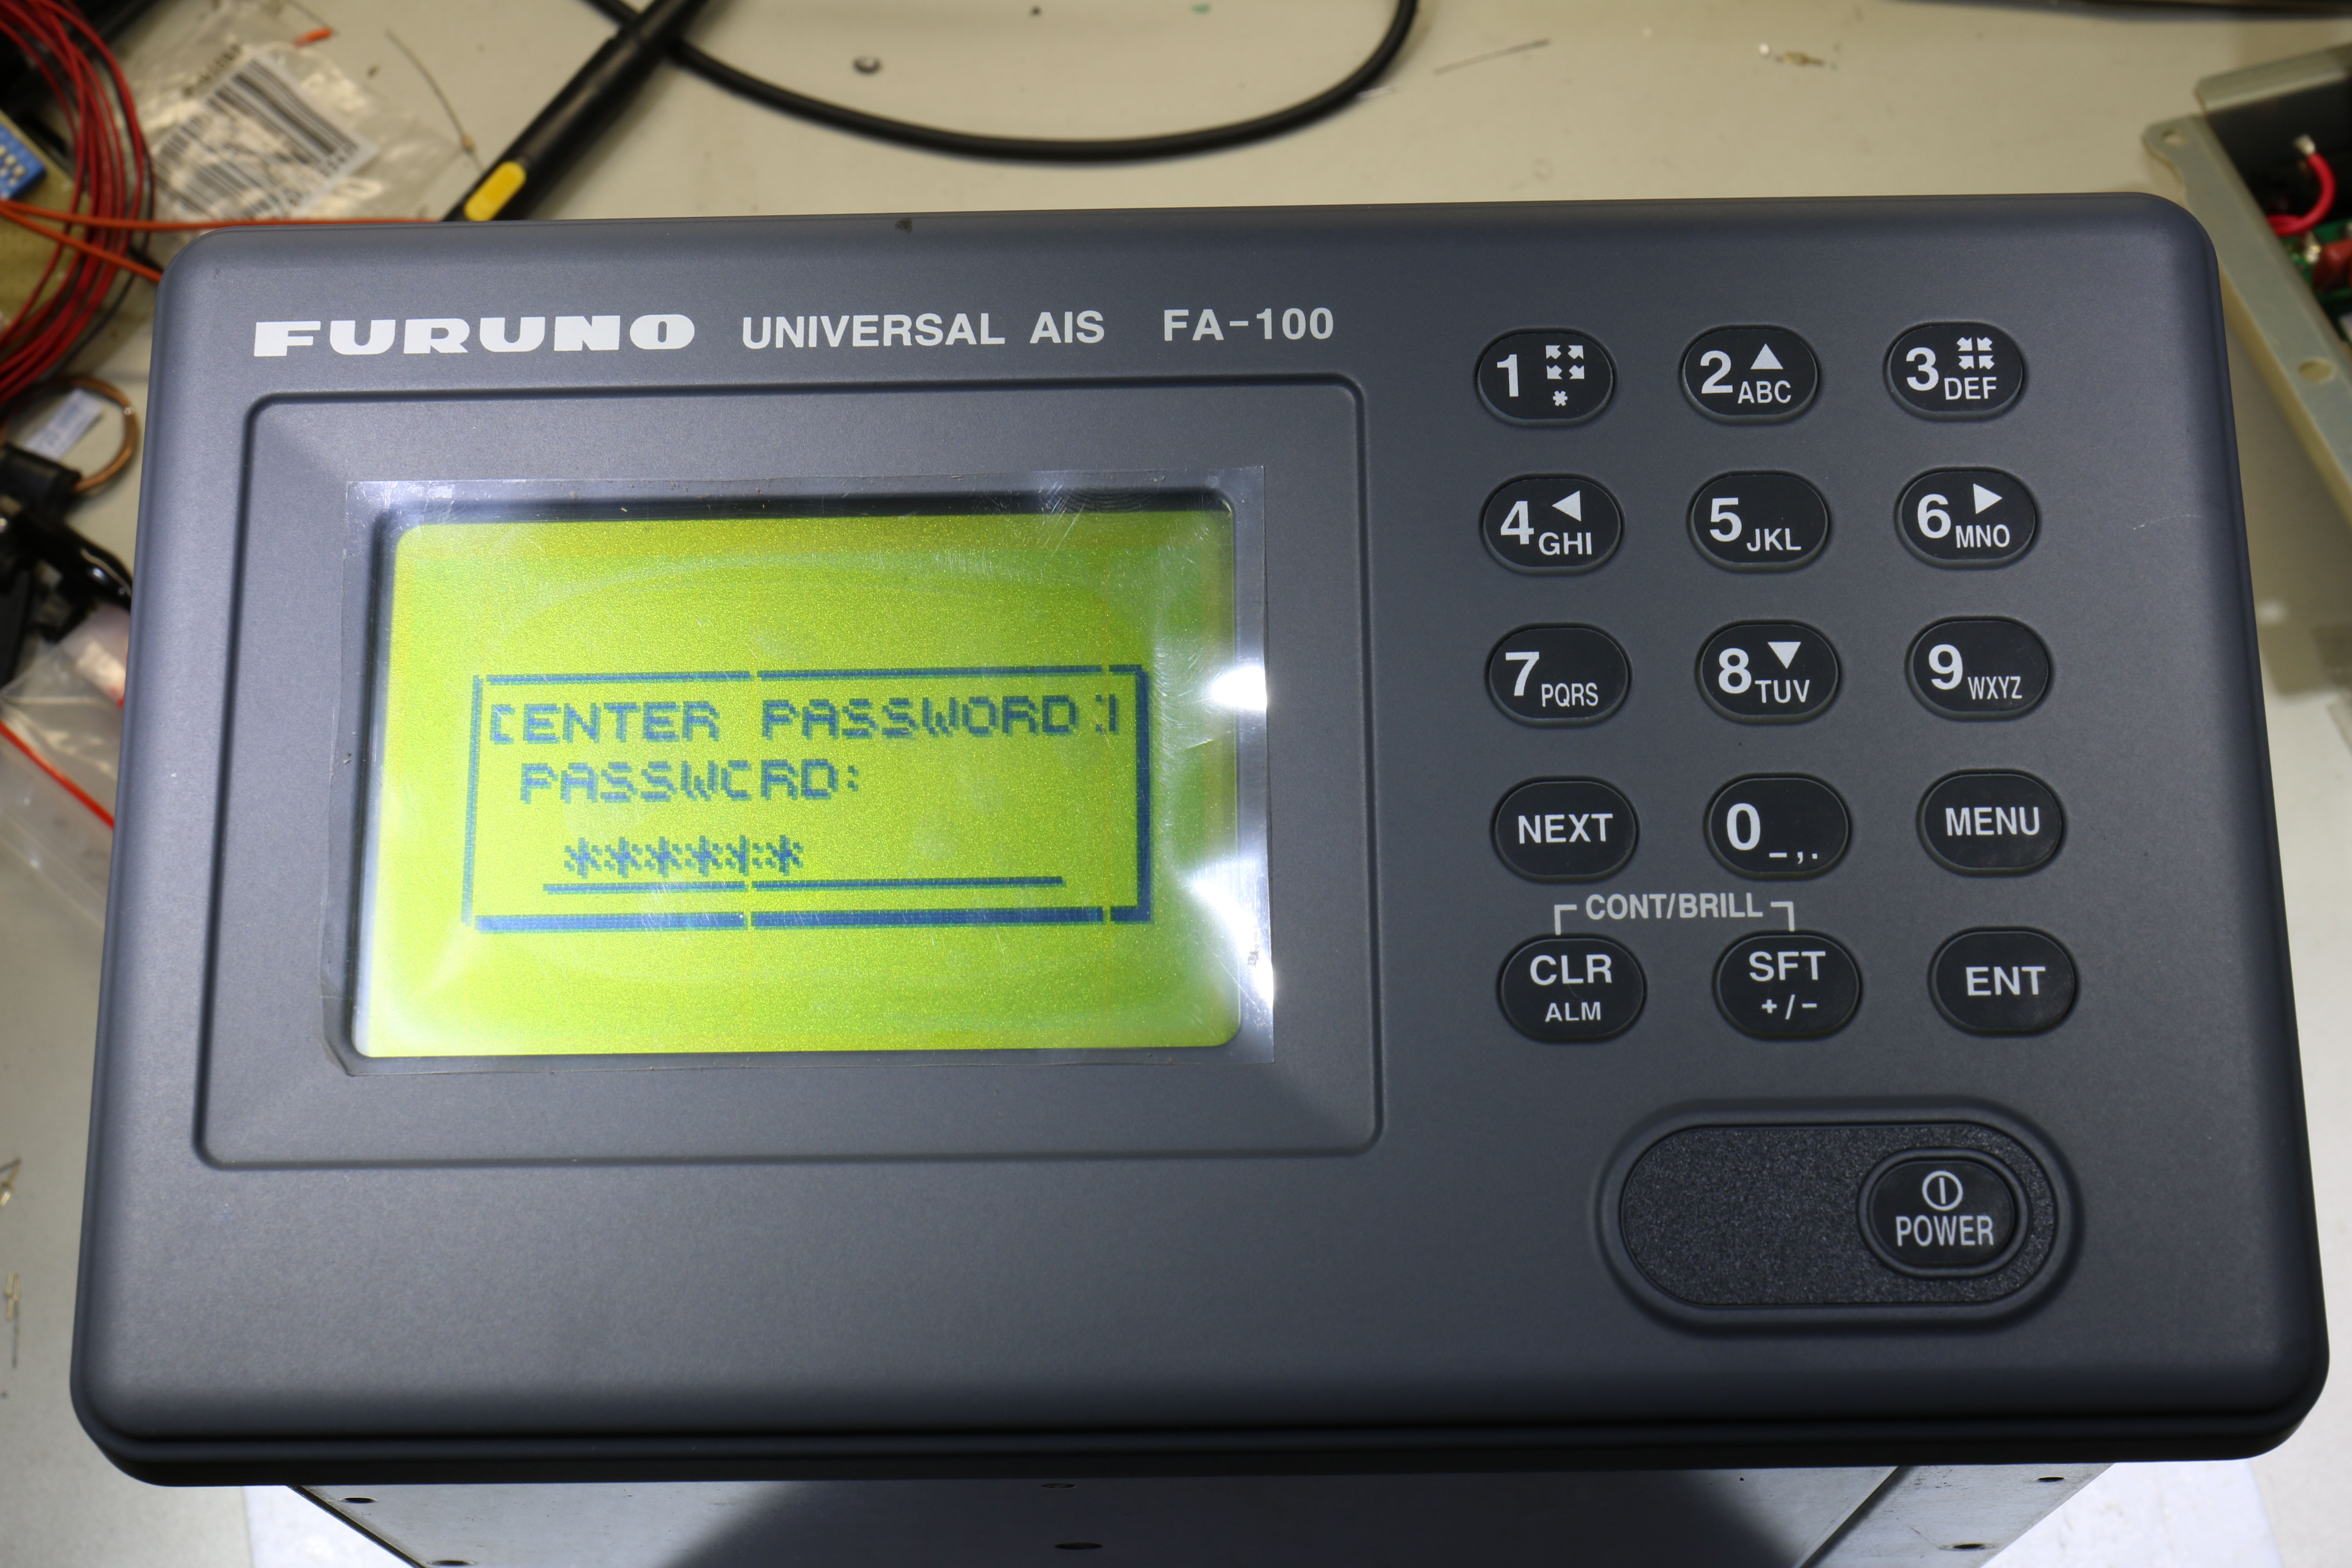 FURUNO UNIVERSAL AIS FA-100
[ENTER PASSWORD]
PASSWORD:
******
1 *
2 ABC
3 DEF
4 GHI
5 JKL
6 MNO
7 PQRS
8 TUV
9 WXYZ
NEXT
0 _ , .
MENU
CONT/BRILL
CLR
ALM
SFT
+/-
ENT
POWER